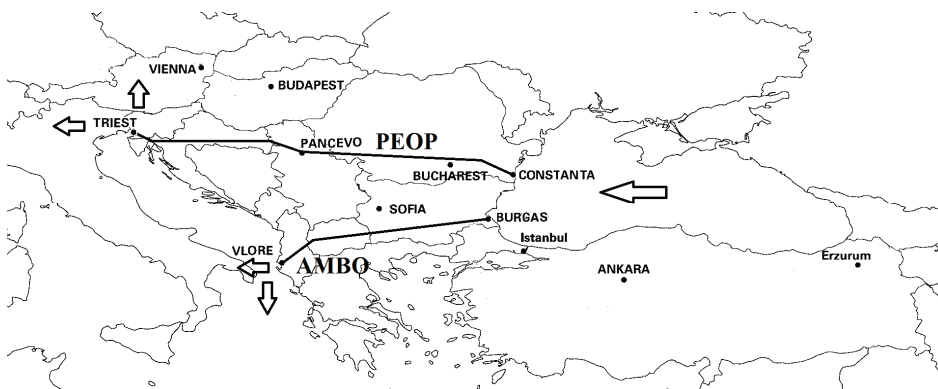 VIENNA
BUDAPEST
TRIEST
PANCEVO
PEOP
BUCHAREST
CONSTANTA
SOFIA
BURGAS
VLORE
Istanbul
AMBO
ANKARA
Erzurum